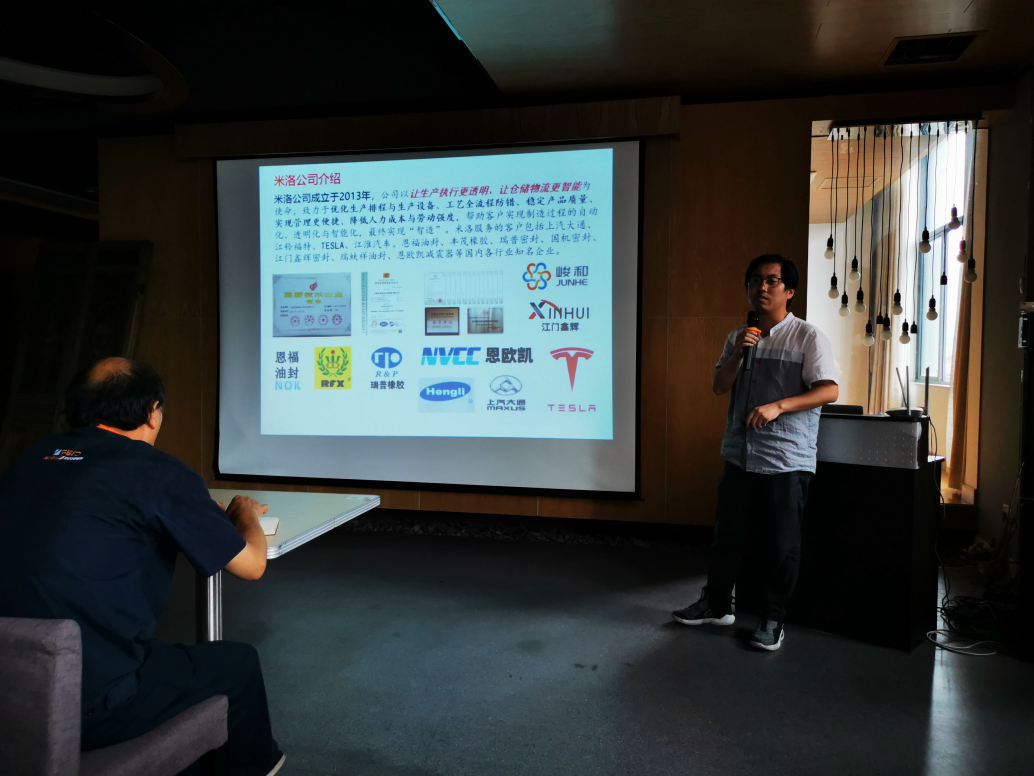 米洛公司介绍
米洛公司成立于2013年，公司以让生产执行更透明、让仓储物流更智能为
使命，致力于优化生产排程与生产设备、工艺全流程防错、稳定产品质量、
实现管理更便捷、降低人力成本与劳动强度，帮助客户实现制造过程的自动
化、透明化与智能化，最终实现“智造”。米洛服务的客户包括上汽大通、
江铃福特、TESLA、江淮汽车、恩福油封、丰茂橡胶、瑞普密封、国机密封、
江门鑫辉密封、瑞蚨祥油封、恩欧凯减震器等国内各行业知名企业。
峻和
JUNHE
XINHUI
江门鑫辉
恩福
油封
NOK
RFX
R&P
瑞普橡胶
NVCC 恩欧凯
Hengli
上汽大通
MAXUS
TESLA